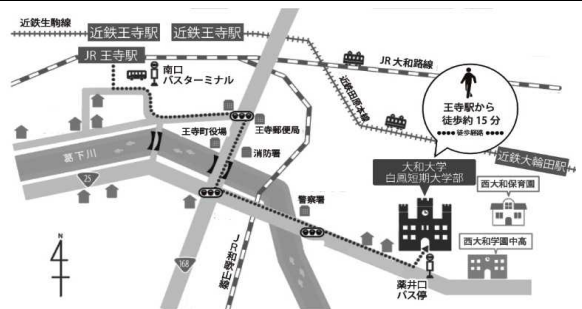 近鉄生駒線
近鉄王寺駅
近鉄王寺駅
JR 王寺駅
南口
バスターミナル
JR 大和路線
近鉄田原本線
王寺駅から
徒歩約 15 分
徒歩経路
王寺町役場
王寺郵便局
消防署
葛下川
近鉄大輪田駅
大和大学
白鳳短期大学部
西大和保育園
25
警察署
西大和学園中高
JR和歌山線
168
薬井口
バス停
4